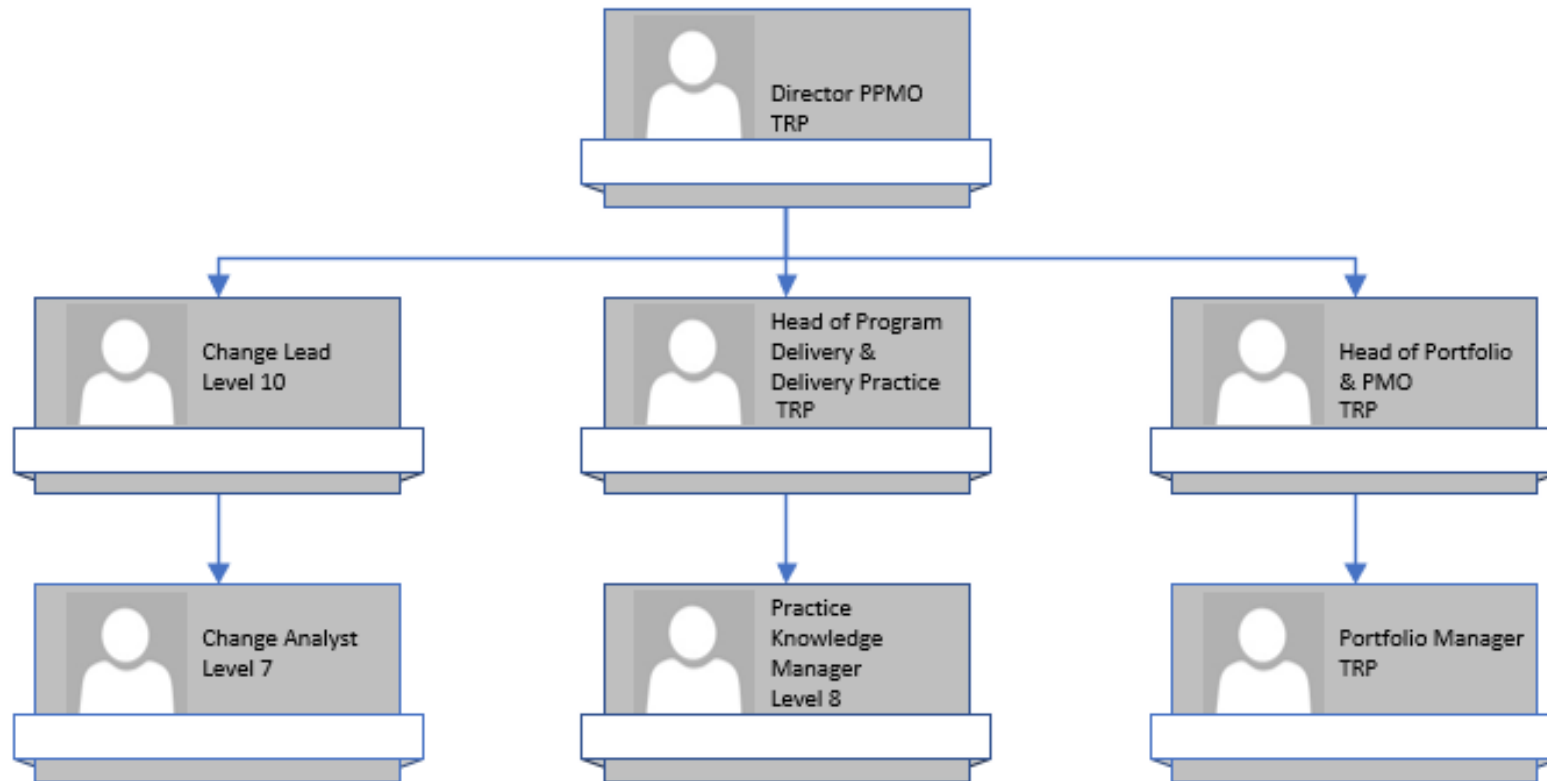 Director PPMO
TRP
Change Lead
Level 10
Head of Program
Delivery &
Delivery Practice
TRP
Head of Portfolio
& PMO
TRP
Change Analyst
Level 7
Practice
Knowledge
Manager
Level 8
Portfolio Manager
TRP